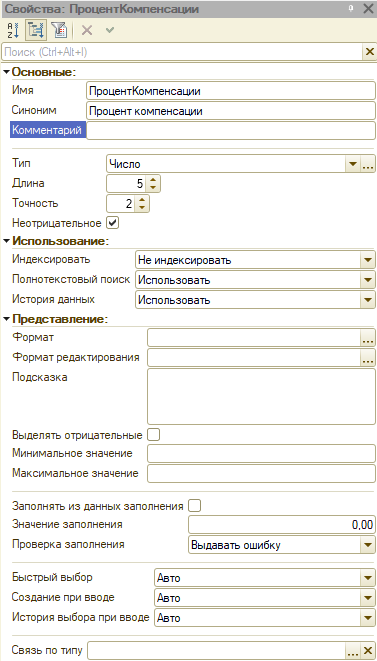 Свойства: ПроцентКомпенсации
Поиск (Ctrl+Alt+I)
Основные:
Имя ПроцентКомпенсации
Синоним Процент компенсации
Комментарий
Тип Число
Длина 5
Точность 2
Неотрицательное
Использование:
Индексировать Не индексировать
Полнотекстовый поиск Использовать
История данных Использовать
Представление:
Формат
Формат редактирования
Подсказка
Выделять отрицательные
Минимальное значение
Максимальное значение
Заполнять из данных заполнения
Значение заполнения 0,00
Проверка заполнения Выдавать ошибку
Быстрый выбор Авто
Создание при вводе Авто
История выбора при вводе Авто
Связь по типу